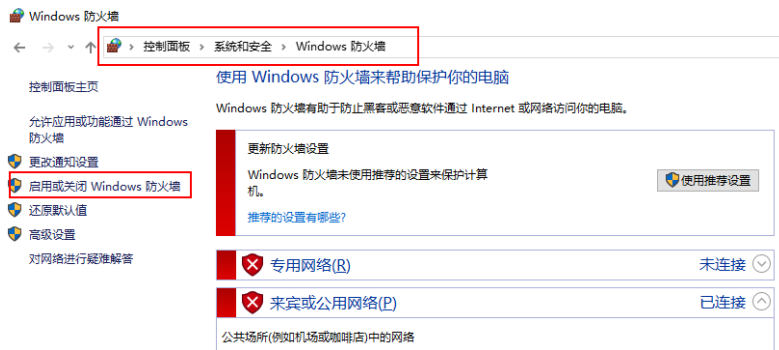 Windows 防火墙
控制面板 › 系统和安全 › Windows 防火墙
控制面板主页
允许应用或功能通过 Windows
防火墙
更改通知设置
启用或关闭 Windows 防火墙
还原默认值
高级设置
对网络进行疑难解答
使用 Windows 防火墙来帮助保护你的电脑
Windows 防火墙有助于防止黑客或恶意软件通过 Internet 或网络访问你的电脑。
更新防火墙设置
Windows 防火墙未使用推荐的设置来保护计算
机。
使用推荐设置
推荐的设置有哪些?
专用网络(R) 未连接
来宾或公用网络(P) 已连接
公共场所(例如机场或咖啡店)中的网络